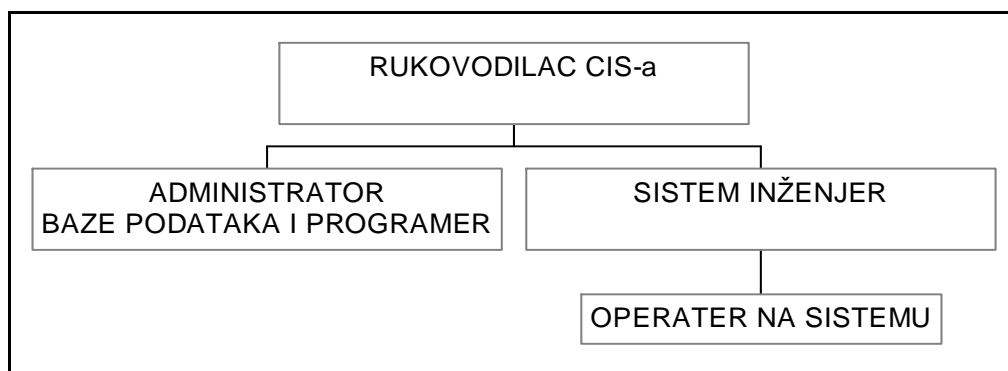 RUKOVODILAC CIS-a
ADMINISTRATOR
BAZE PODATAKA I PROGRAMER
SISTEM INŽENJER
OPERATER NA SISTEMU